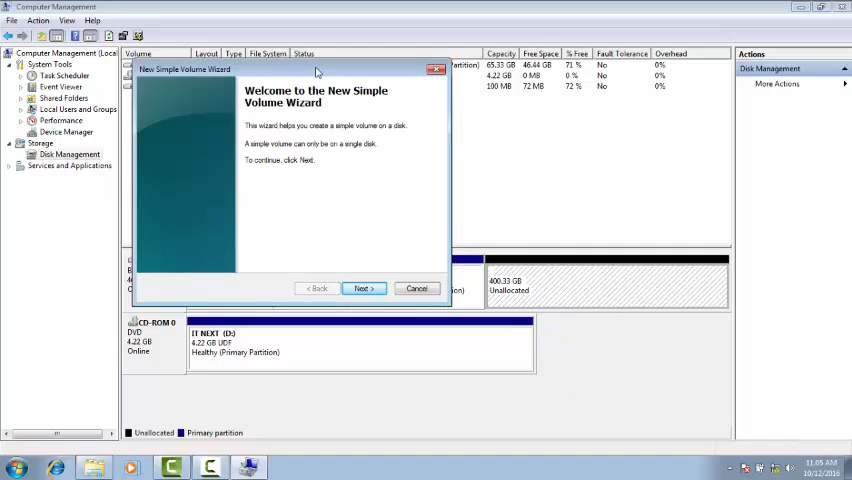 Computer Management
File Action View Help
Computer Management (Local
System Tools
Task Scheduler
Event Viewer
Shared Folders
Local Users and Groups
Performance
Device Manager
Storage
Disk Management
Services and Applications
Volume Layout Type File System Status Capacity Free Space % Free Fault Tolerance Overhead
Partition) 65.33 GB 46.44 GB 71 % No 0%
4.22 GB 0 MB 0 % No 0%
100 MB 72 MB 72 % No 0%
Actions
Disk Management
More Actions
New Simple Volume Wizard
Welcome to the New Simple
Volume Wizard
This wizard helps you create a simple volume on a disk.
A simple volume can only be on a single disk.
To continue, click Next.
< Back Next > Cancel
400.33 GB
Unallocated
CD-ROM 0
DVD
4.22 GB
Online
IT NEXT (D:)
4.22 GB UDF
Healthy (Primary Partition)
Unallocated Primary partition
11:05 AM
10/12/2016